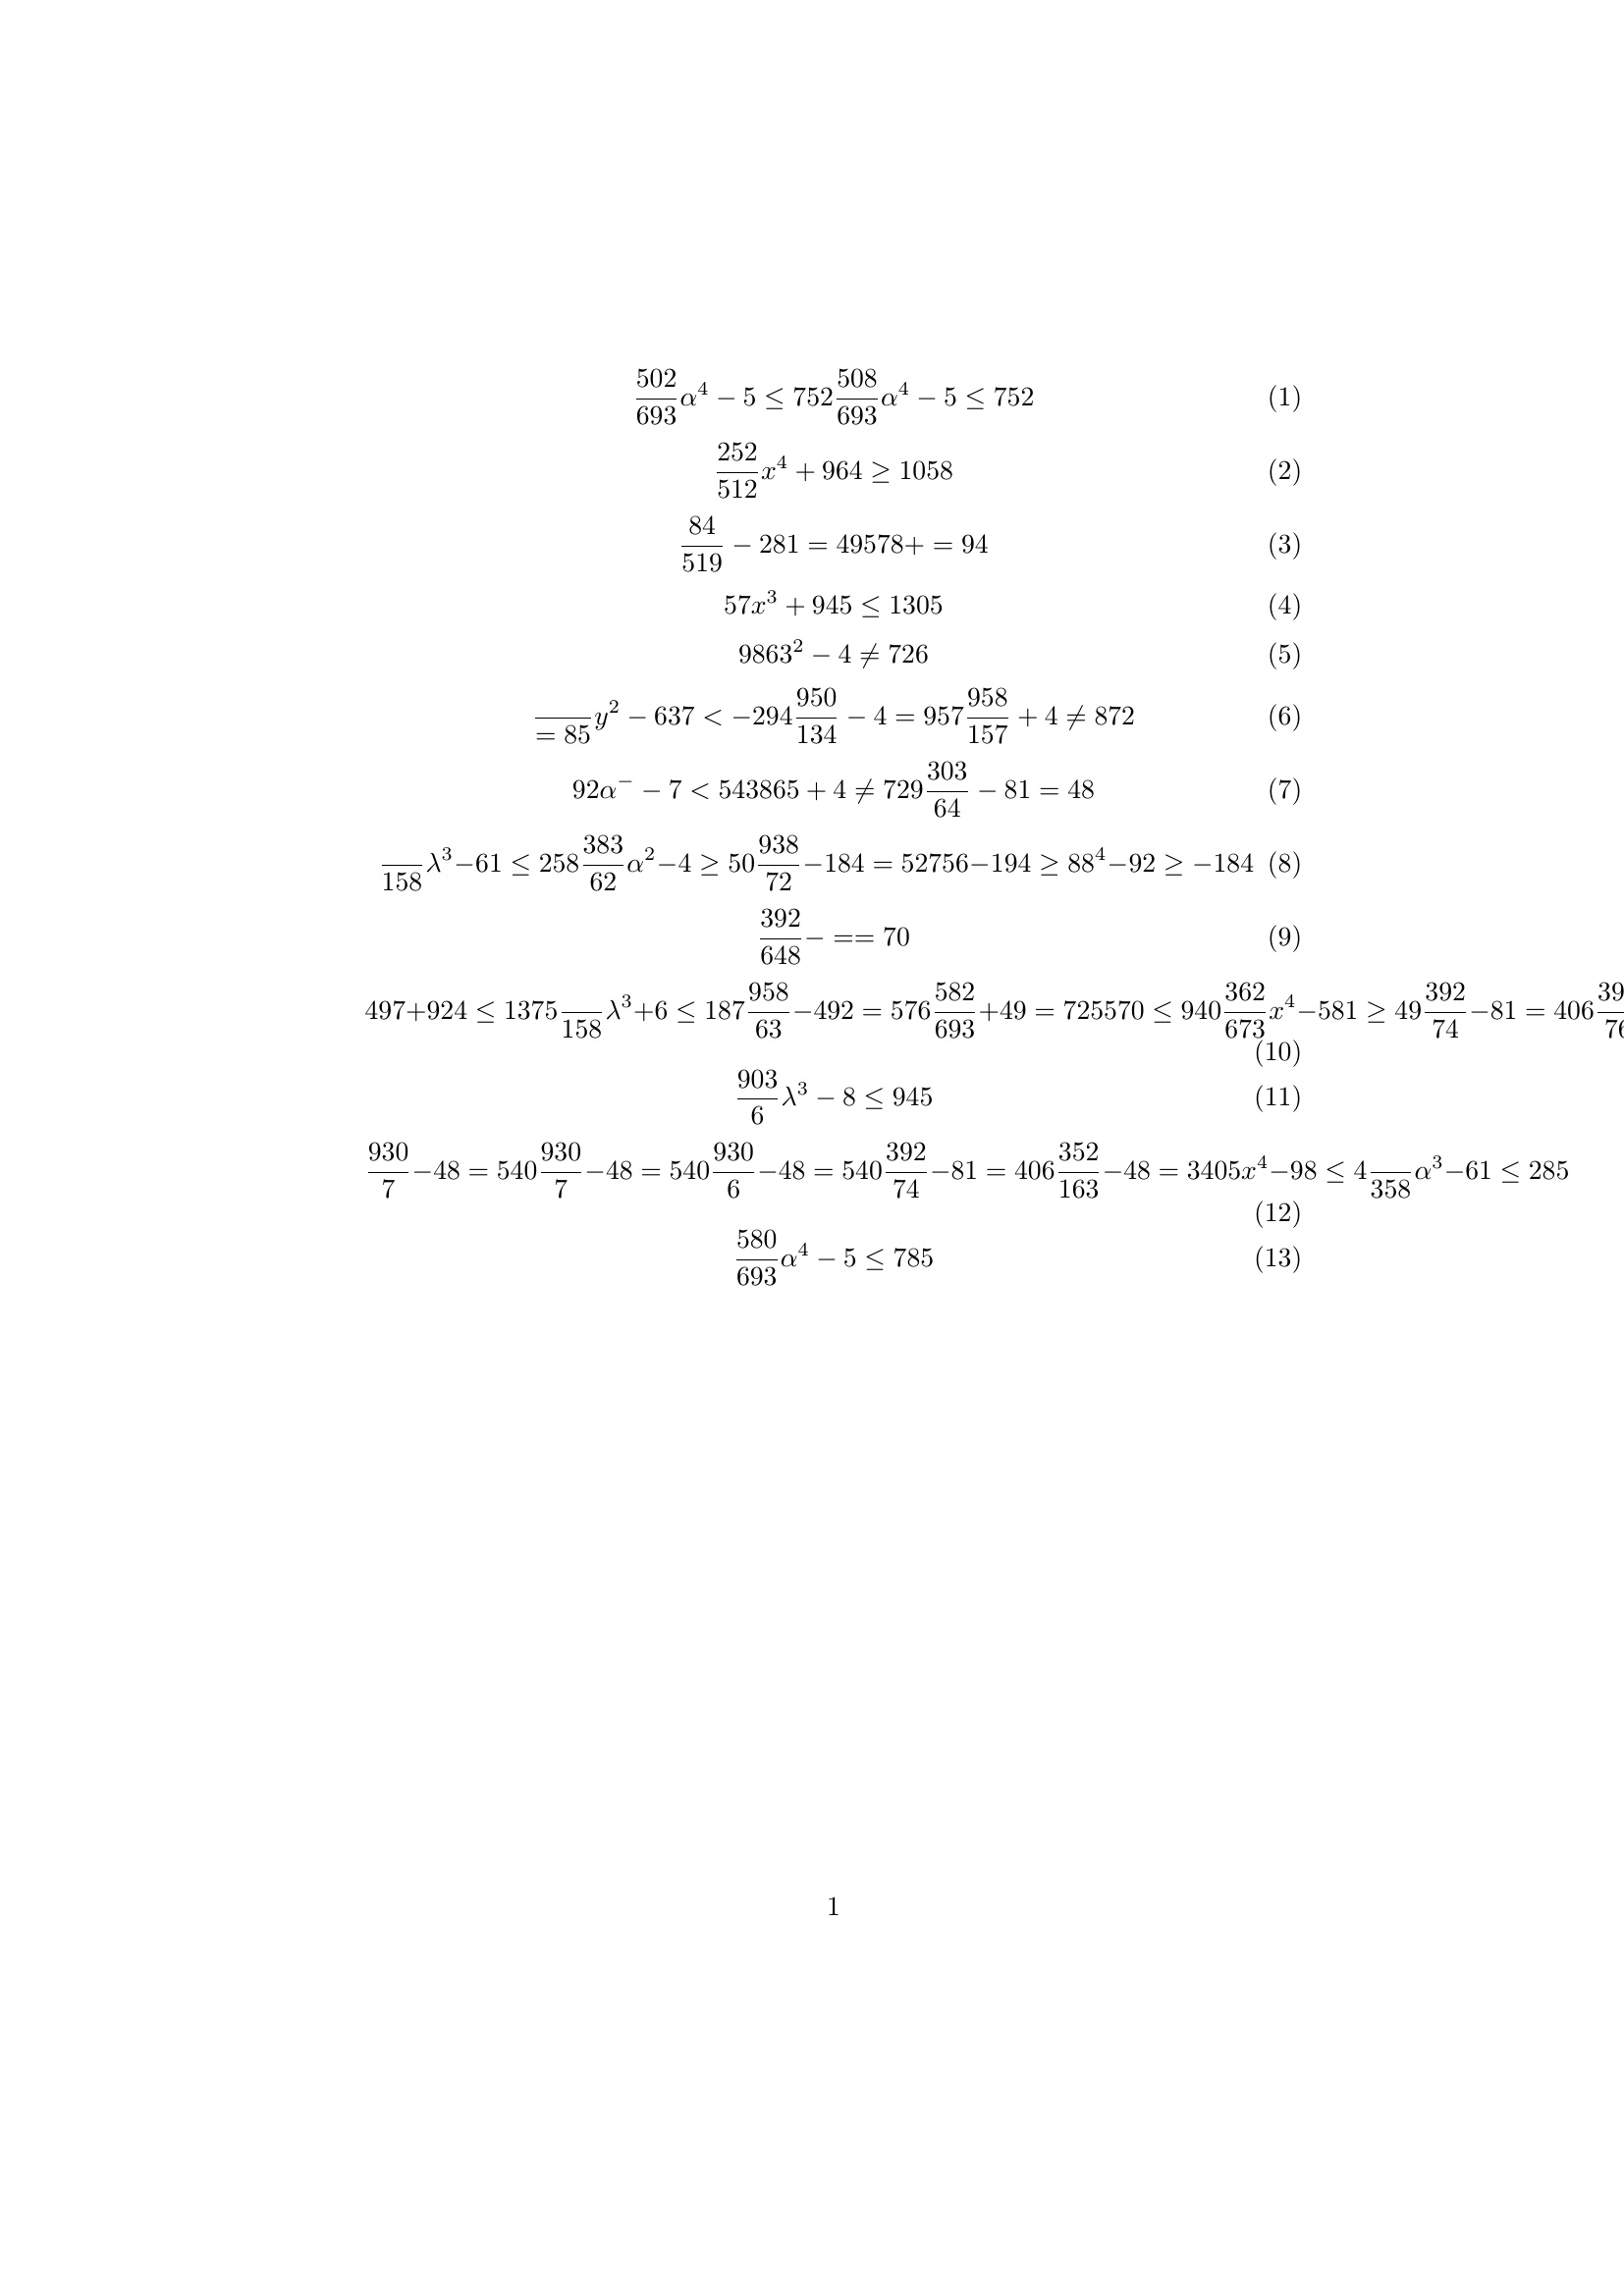 \frac{502}{693}\alpha^4 - 5 \leq 752\frac{508}{693}\alpha^4 - 5 \leq 752 (1)
\frac{252}{512}x^4 + 964 \geq 1058 (2)
\frac{84}{519} - 281 = 49578+ = 94 (3)
57x^3 + 945 \leq 1305 (4)
9863^2 - 4 \neq 726 (5)
\frac{}{= 85}y^2 - 637 < -294\frac{950}{134} - 4 = 957\frac{958}{157} + 4 \neq 872 (6)
92\alpha^- - 7 < 543865 + 4 \neq 729\frac{303}{64} - 81 = 48 (7)
\frac{}{158}\lambda^3 - 61 \leq 258\frac{383}{62}\alpha^2 - 4 \geq 50\frac{938}{72} - 184 = 52756 - 194 \geq 88^4 - 92 \geq -184 (8)
\frac{392}{648} - == 70 (9)
497 + 924 \leq 1375\frac{}{158}\lambda^3 + 6 \leq 187\frac{958}{63} - 492 = 576\frac{582}{693} + 49 = 725570 \leq 940\frac{362}{673}x^4 - 581 \geq 49\frac{392}{74} - 81 = 406
(10)
\frac{903}{6}\lambda^3 - 8 \leq 945 (11)
\frac{930}{7} - 48 = 540\frac{930}{7} - 48 = 540\frac{930}{6} - 48 = 540\frac{392}{74} - 81 = 406\frac{352}{163} - 48 = 3405x^4 - 98 \leq 4\frac{}{358}\alpha^3 - 61 \leq 285
(12)
\frac{580}{693}\alpha^4 - 5 \leq 785 (13)
1